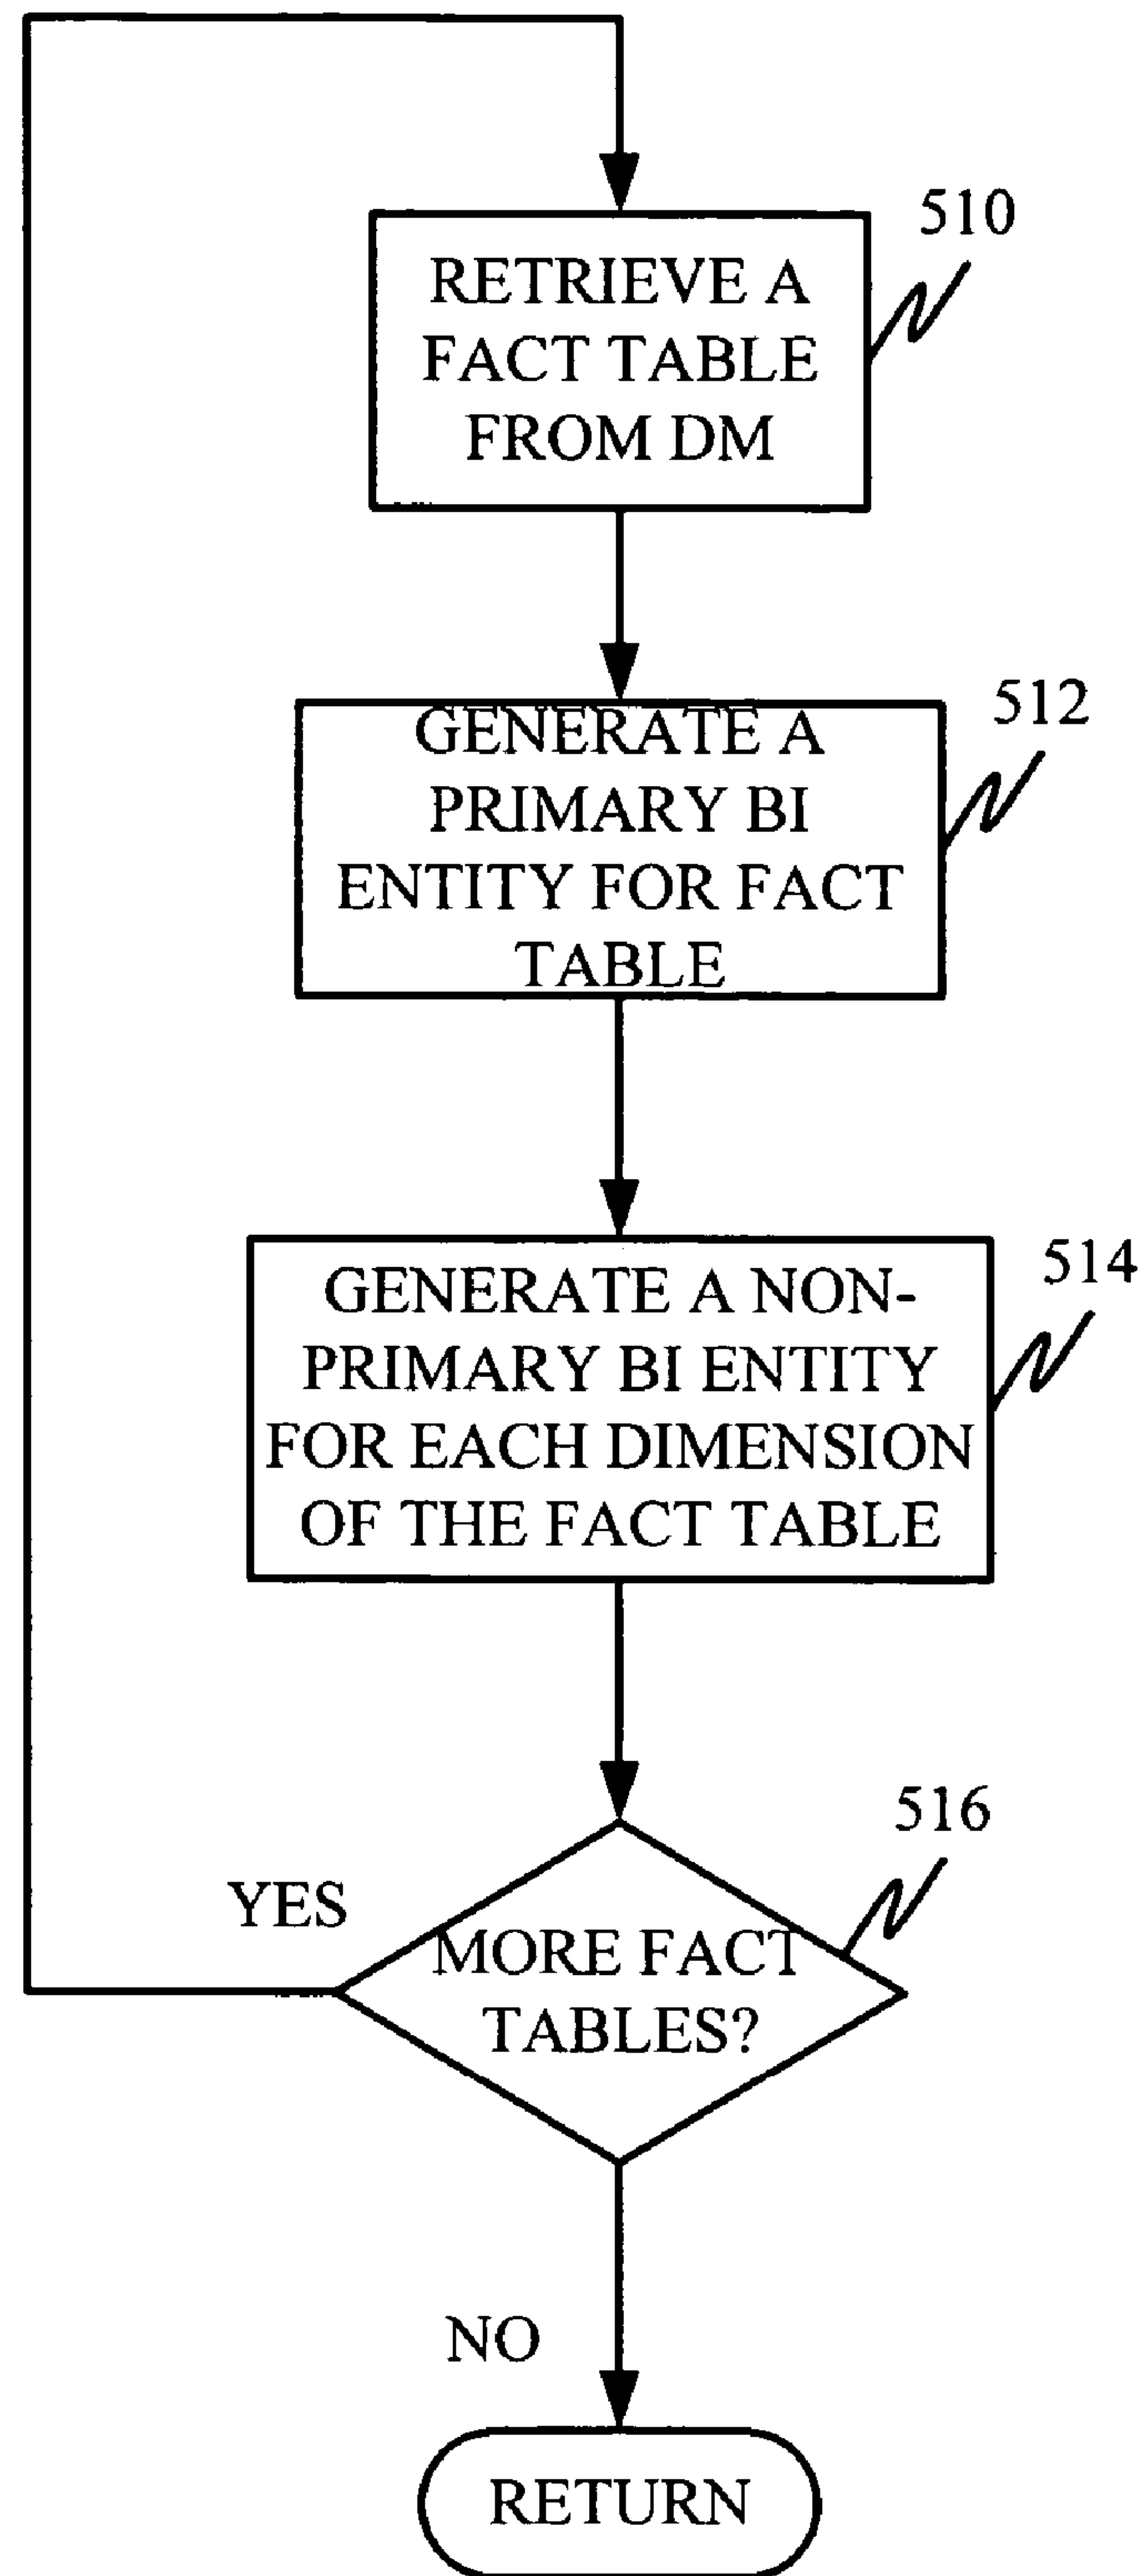 510
RETRIEVE A
FACT TABLE
FROM DM
512
GENERATE A
PRIMARY BI
ENTITY FOR FACT
TABLE
514
GENERATE A NON-
PRIMARY BI ENTITY
FOR EACH DIMENSION
OF THE FACT TABLE
516
YES
MORE FACT
TABLES?
NO
RETURN